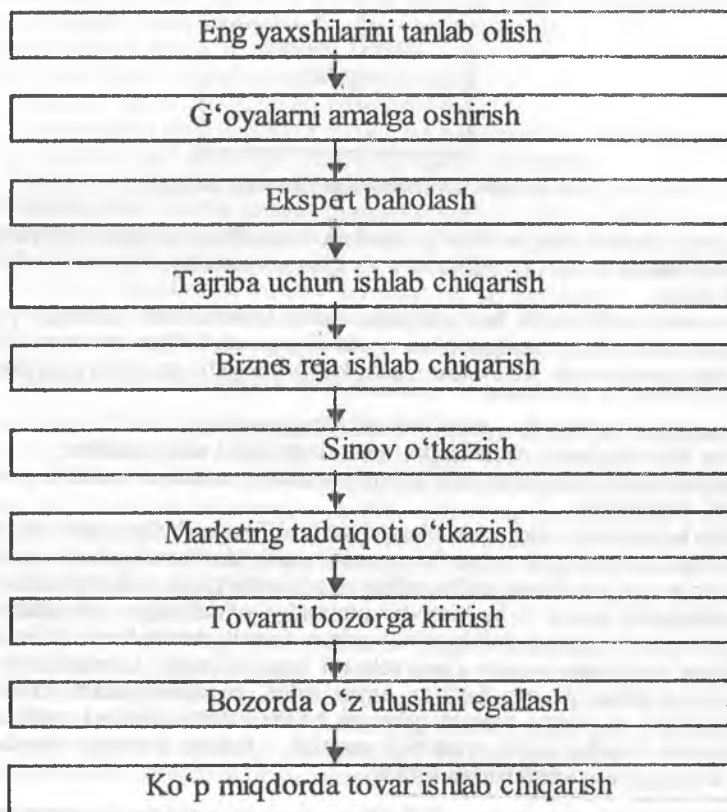 Eng yaxshilarini tanlab olish
G‘oyalarni amalga oshirish
Ekspert baholash
Tajriba uchun ishlab chiqarish
Biznes reja ishlab chiqarish
Sinov o‘tkazish
Marketing tadqiqoti o‘tkazish
Tovarni bozorga kiritish
Bozorda o‘z ulushini egallash
Ko‘p miqdorda tovar ishlab chiqarish